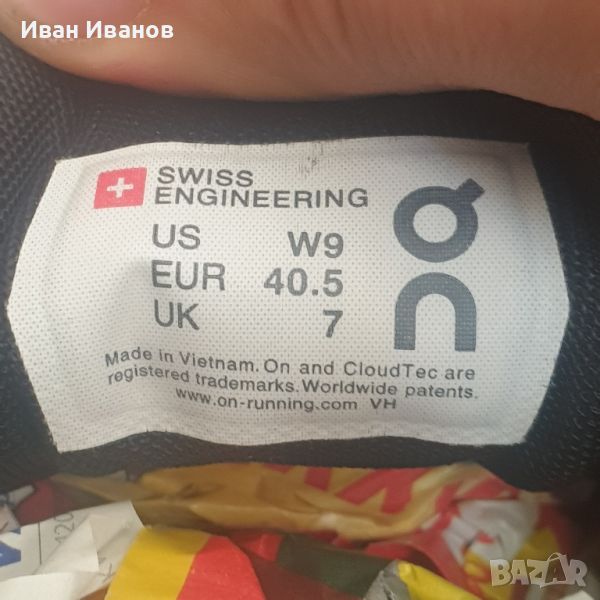 Иван Иванов
SWISS
ENGINEERING
US W9
EUR 40.5
UK 7
Made in Vietnam. On and CloudTec are
registered trademarks. Worldwide patents.
www.on-running.com VH
BAZAR